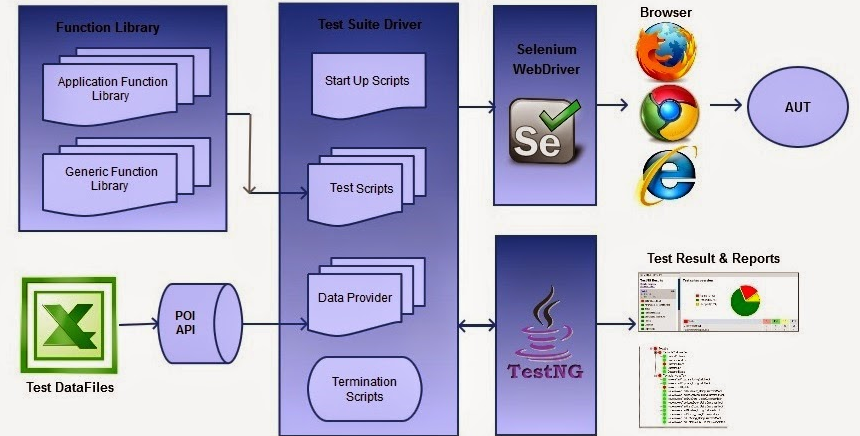 Function Library
Application Function
Library
Generic Function
Library
Test Suite Driver
Start Up Scripts
Test Scripts
Data Provider
Termination
Scripts
Selenium
WebDriver
Se
Browser
AUT
Test DataFiles
POI
API
TestNG
Test Result & Reports